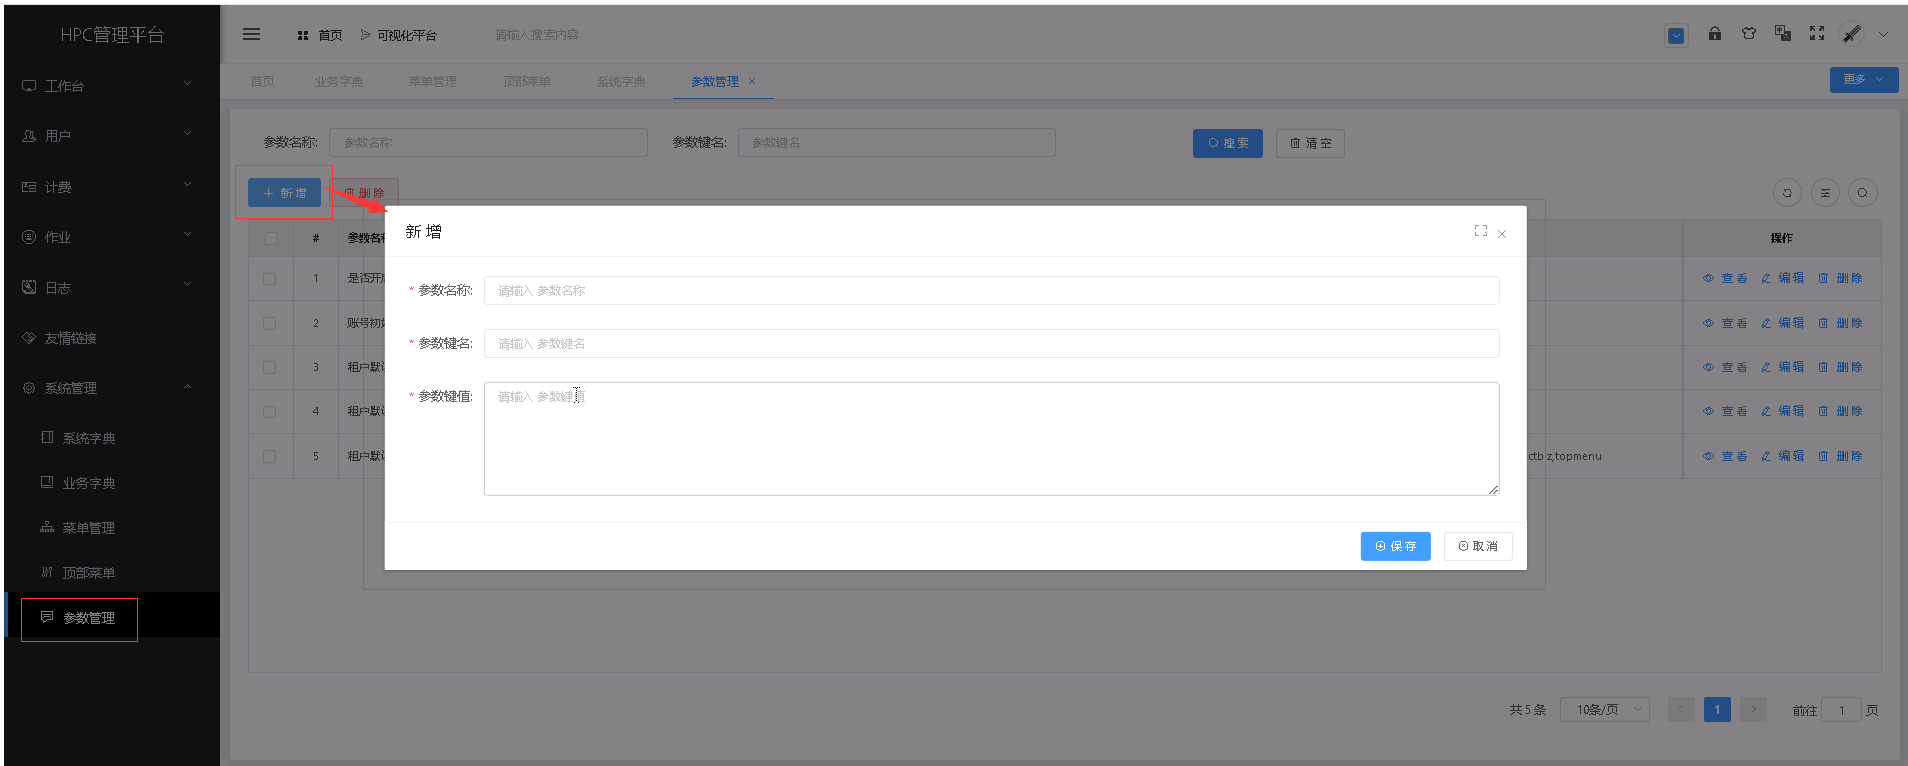 HPC管理平台
首页 可视化平台 请输入搜索内容
工作台
用户
计费
作业
日志
友情链接
系统管理
系统字典
业务字典
菜单管理
顶部菜单
参数管理
首页 业务字典 菜单管理 顶部菜单 系统字典 参数管理 × 更多
参数名称: 参数名称 参数键名: 参数键名 搜索 清空
+ 新增 删除
# 参数名 操作
1 是否开 查看 编辑 删除
2 账号初 查看 编辑 删除
3 租户默 查看 编辑 删除
4 租户默 查看 编辑 删除
5 租户默 ctbiz,topmenu 查看 编辑 删除
新增
* 参数名称: 请输入 参数名称
* 参数键名: 请输入 参数键名
* 参数键值: 请输入 参数键值
保存 取消
共 5 条 10条/页 < 1 > 前往 1 页